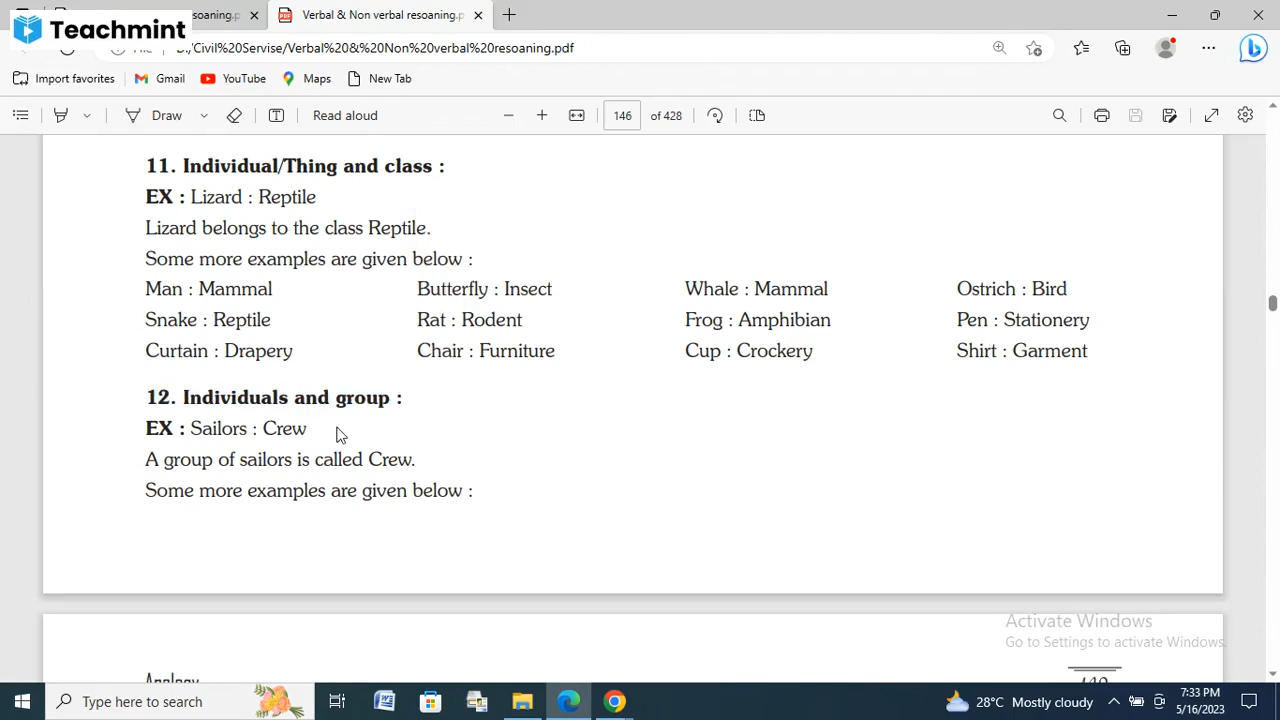 Teachmint
esoaning.p
Verbal & Non verbal resoaning.p
D:/Civil%20Servise/Verbal%20&%20Non%20verbal%20resoaning.pdf
Import favorites
Gmail
YouTube
Maps
New Tab
Draw
Read aloud
146 of 428
11. Individual/Thing and class :
EX : Lizard : Reptile
Lizard belongs to the class Reptile.
Some more examples are given below :
Man : Mammal Butterfly : Insect Whale : Mammal Ostrich : Bird
Snake : Reptile Rat : Rodent Frog : Amphibian Pen : Stationery
Curtain : Drapery Chair : Furniture Cup : Crockery Shirt : Garment
12. Individuals and group :
EX : Sailors : Crew
A group of sailors is called Crew.
Some more examples are given below :
Activate Windows
Go to Settings to activate Windows.
Analogy
Type here to search
28°C Mostly cloudy
7:33 PM
5/16/2023